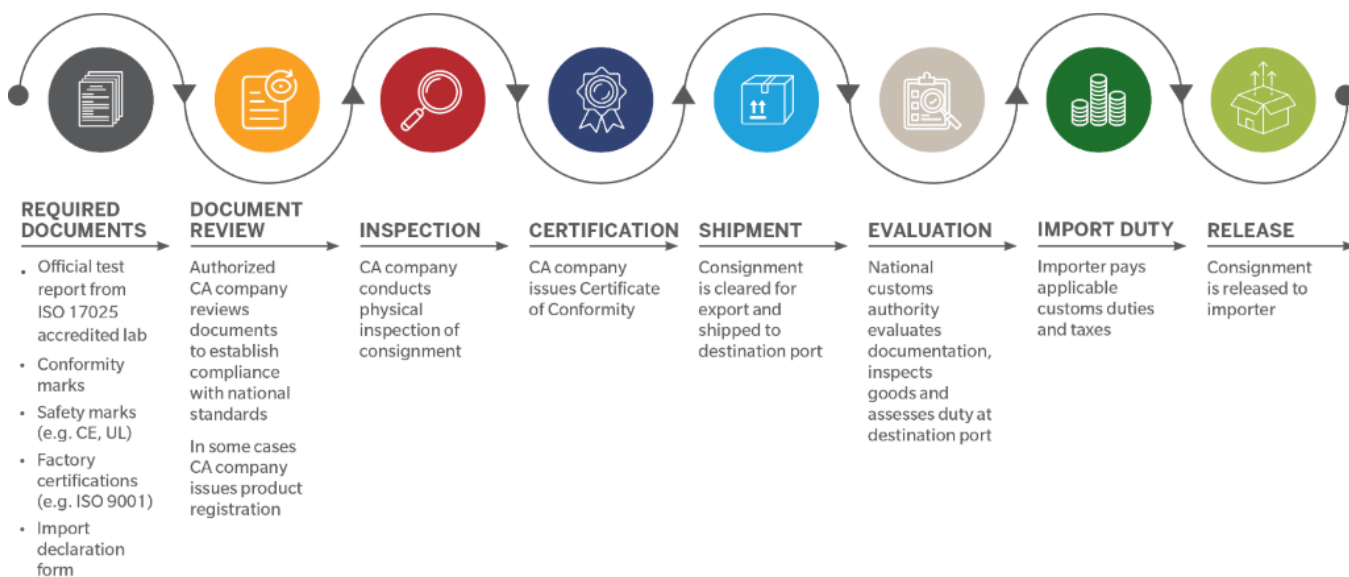 REQUIRED
DOCUMENTS
• Official test
report from
ISO 17025
accredited lab
• Conformity
marks
• Safety marks
(e.g. CE, UL)
• Factory
certifications
(e.g. ISO 9001)
• Import
declaration
form
DOCUMENT
REVIEW
Authorized
CA company
reviews
documents
to establish
compliance
with national
standards
In some cases
CA company
issues product
registration
INSPECTION
CA company
conducts
physical
inspection of
consignment
CERTIFICATION
CA company
issues Certificate
of Conformity
SHIPMENT
Consignment
is cleared for
export and
shipped to
destination port
EVALUATION
National
customs
authority
evaluates
documentation,
inspects
goods and
assesses duty at
destination port
IMPORT DUTY
Importer pays
applicable
customs duties
and taxes
RELEASE
Consignment
is released to
importer